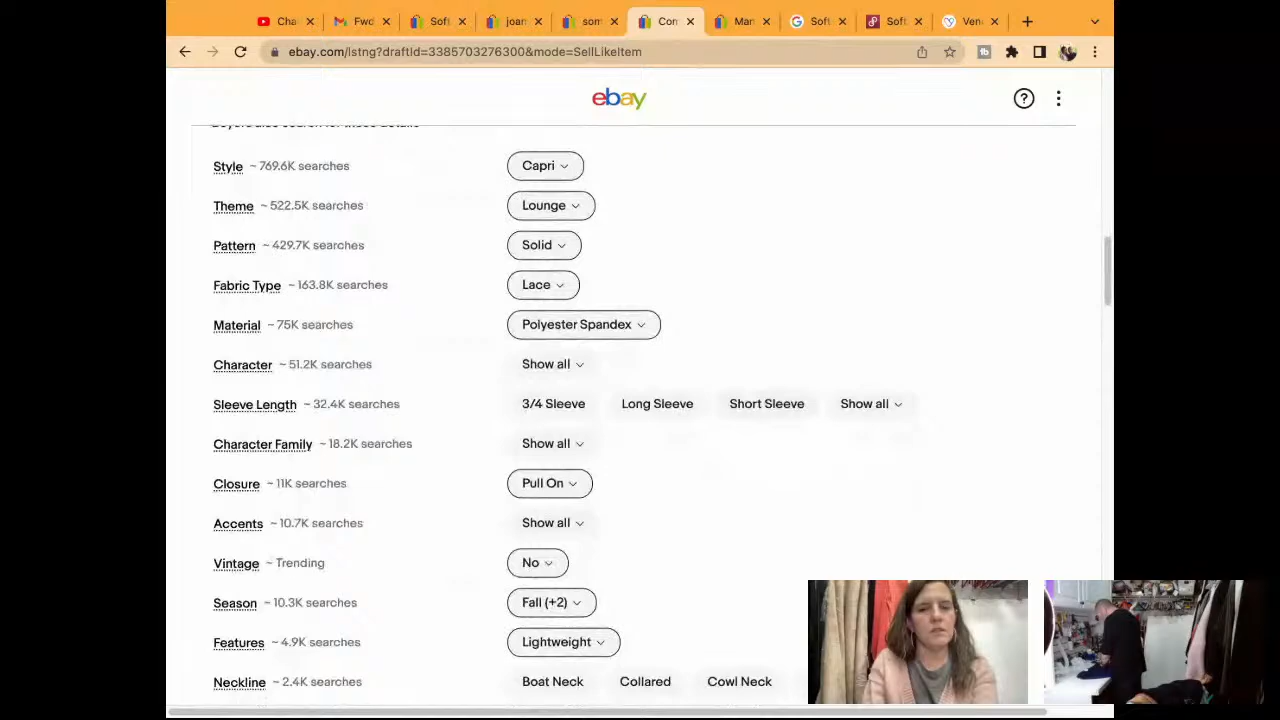 Cha
Fwd
Soft
joan
som
Con
Mar
Soft
Soft
Ven
ebay.com/lstng?draftId=3385703276300&mode=SellLikeItem
ebay
Style ~ 769.6K searches Capri
Theme ~ 522.5K searches Lounge
Pattern ~ 429.7K searches Solid
Fabric Type ~ 163.8K searches Lace
Material ~ 75K searches Polyester Spandex
Character ~ 51.2K searches Show all
Sleeve Length ~ 32.4K searches 3/4 Sleeve Long Sleeve Short Sleeve Show all
Character Family ~ 18.2K searches Show all
Closure ~ 11K searches Pull On
Accents ~ 10.7K searches Show all
Vintage ~ Trending No
Season ~ 10.3K searches Fall (+2)
Features ~ 4.9K searches Lightweight
Neckline ~ 2.4K searches Boat Neck Collared Cowl Neck